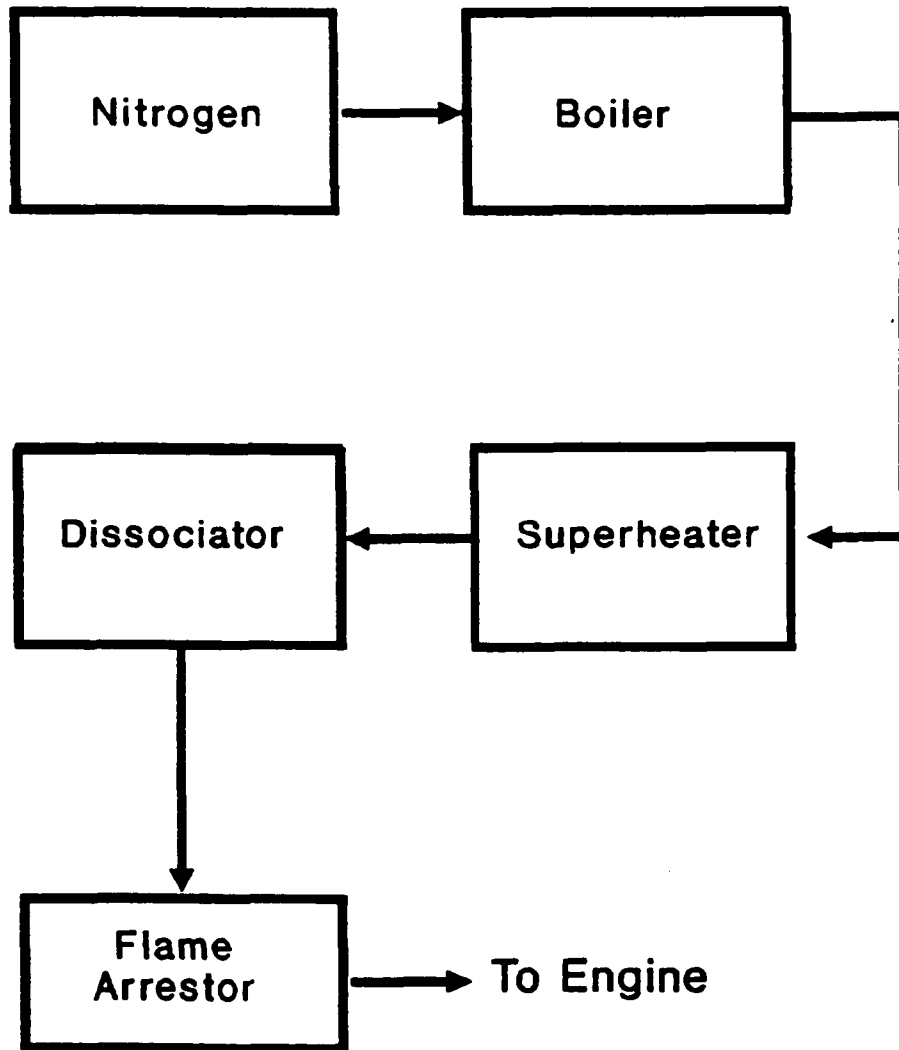 Nitrogen
Boiler
Dissociator
Superheater
Flame
Arrestor
To Engine